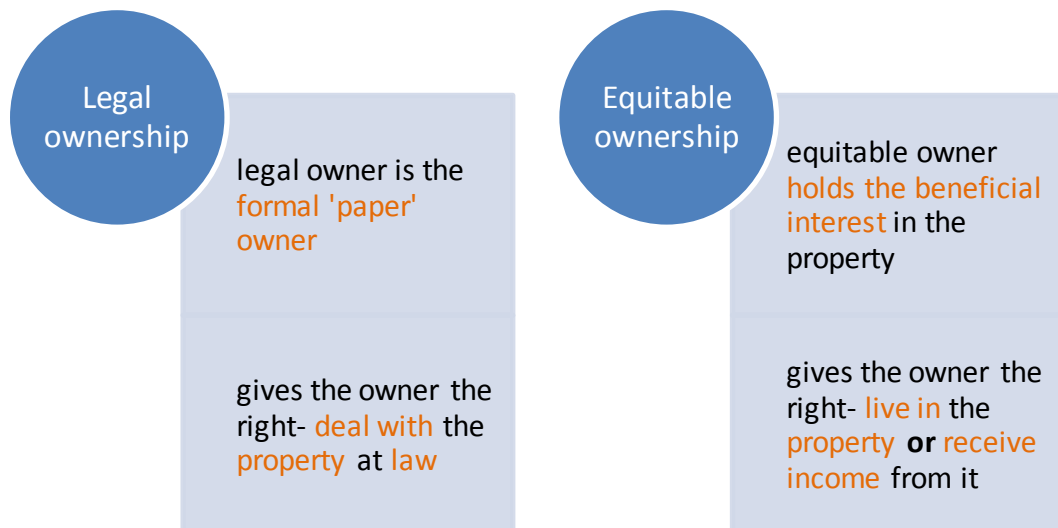 Legal
ownership
legal owner is the
formal 'paper'
owner
gives the owner the
right- deal with the
property at law
Equitable
ownership
equitable owner
holds the beneficial
interest in the
property
gives the owner the
right- live in the
property or receive
income from it